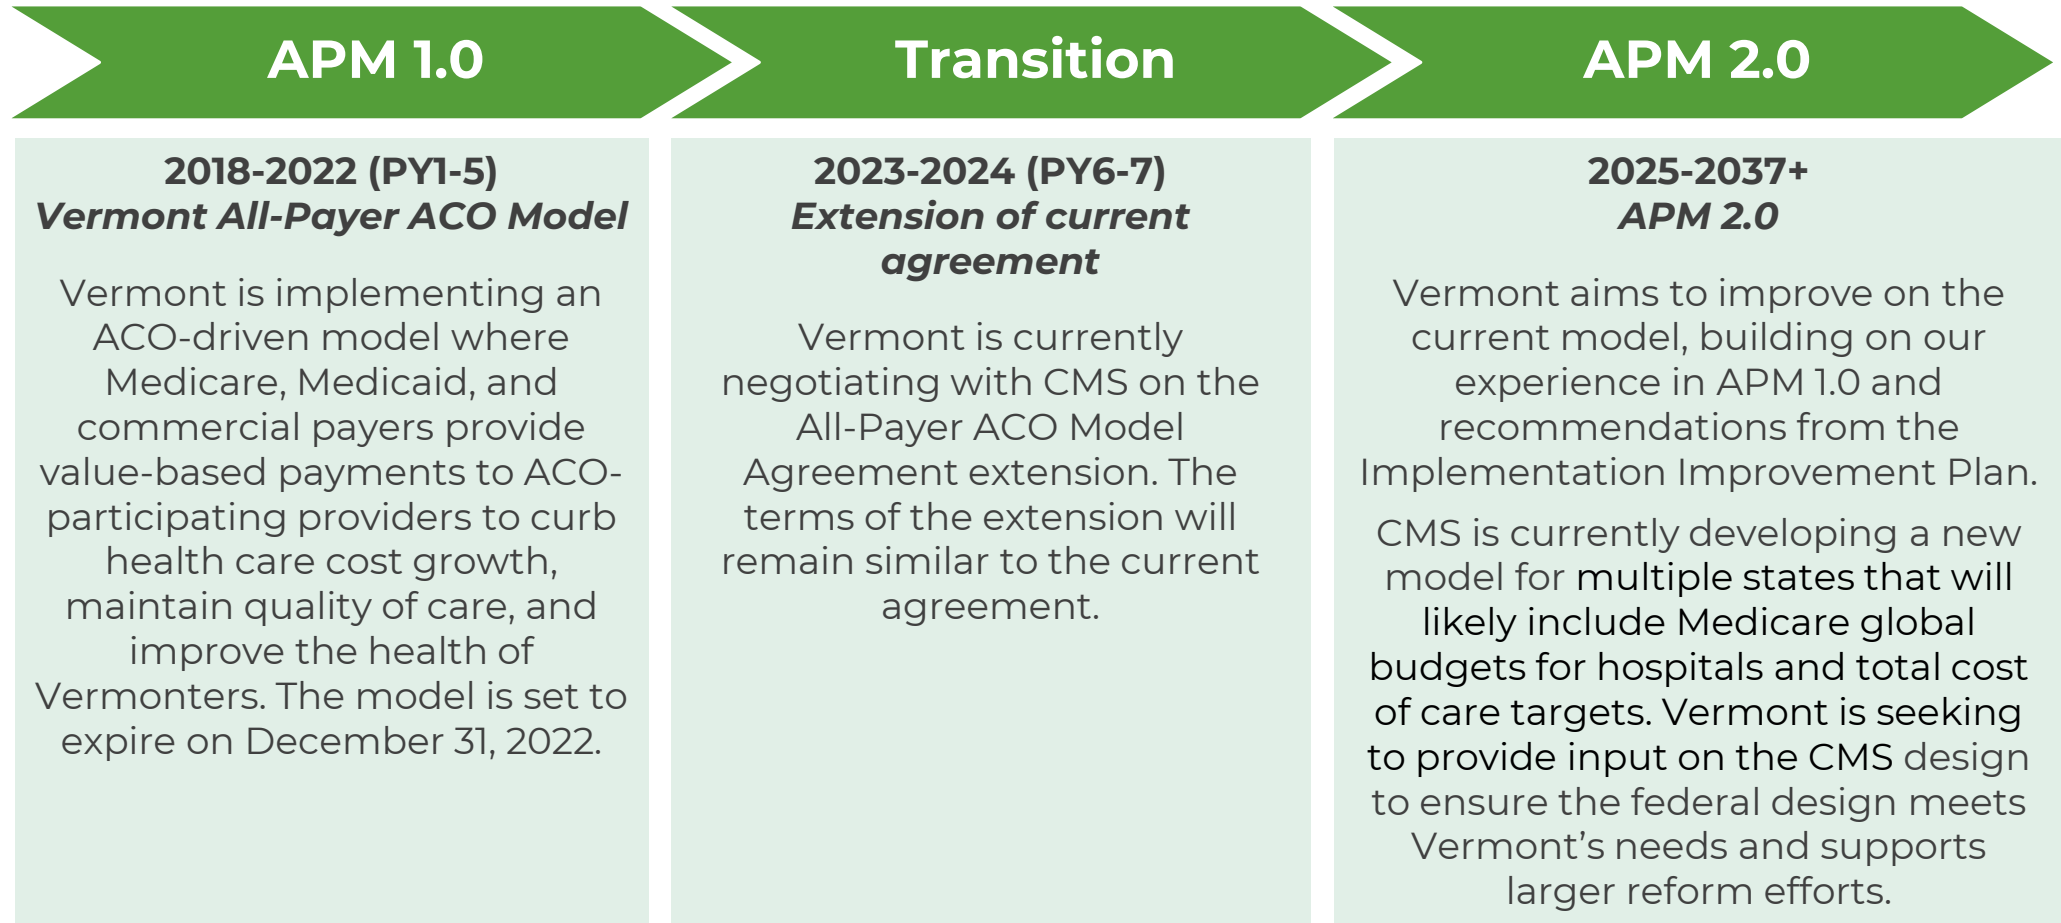 APM 1.0
Transition
APM 2.0
2018-2022 (PY1-5)
Vermont All-Payer ACO Model
Vermont is implementing an
ACO-driven model where
Medicare, Medicaid, and
commercial payers provide
value-based payments to ACO-
participating providers to curb
health care cost growth,
maintain quality of care, and
improve the health of
Vermonters. The model is set to
expire on December 31, 2022.
2023-2024 (PY6-7)
Extension of current
agreement
Vermont is currently
negotiating with CMS on the
All-Payer ACO Model
Agreement extension. The
terms of the extension will
remain similar to the current
agreement.
2025-2037+
APM 2.0
Vermont aims to improve on the
current model, building on our
experience in APM 1.0 and
recommendations from the
Implementation Improvement Plan.
CMS is currently developing a new
model for multiple states that will
likely include Medicare global
budgets for hospitals and total cost
of care targets. Vermont is seeking
to provide input on the CMS design
to ensure the federal design meets
Vermont’s needs and supports
larger reform efforts.